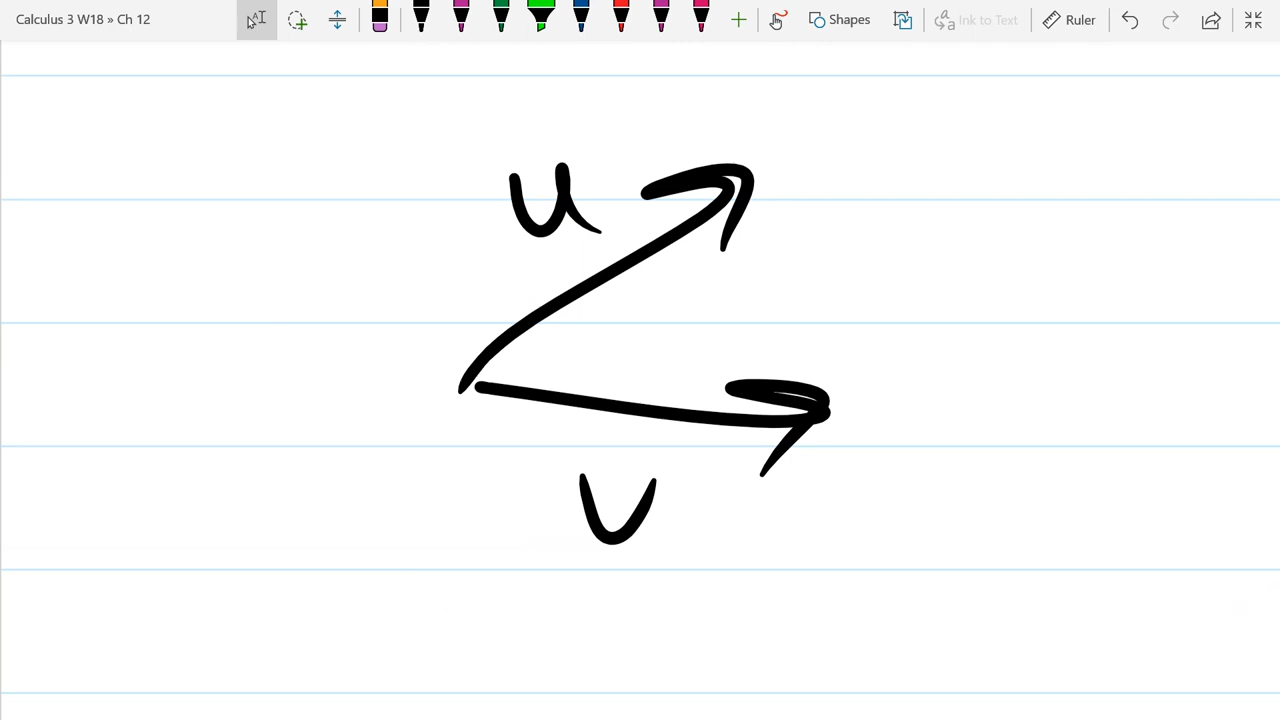 Calculus 3 W18 » Ch 12
Shapes
Ink to Text
Ruler
u
v